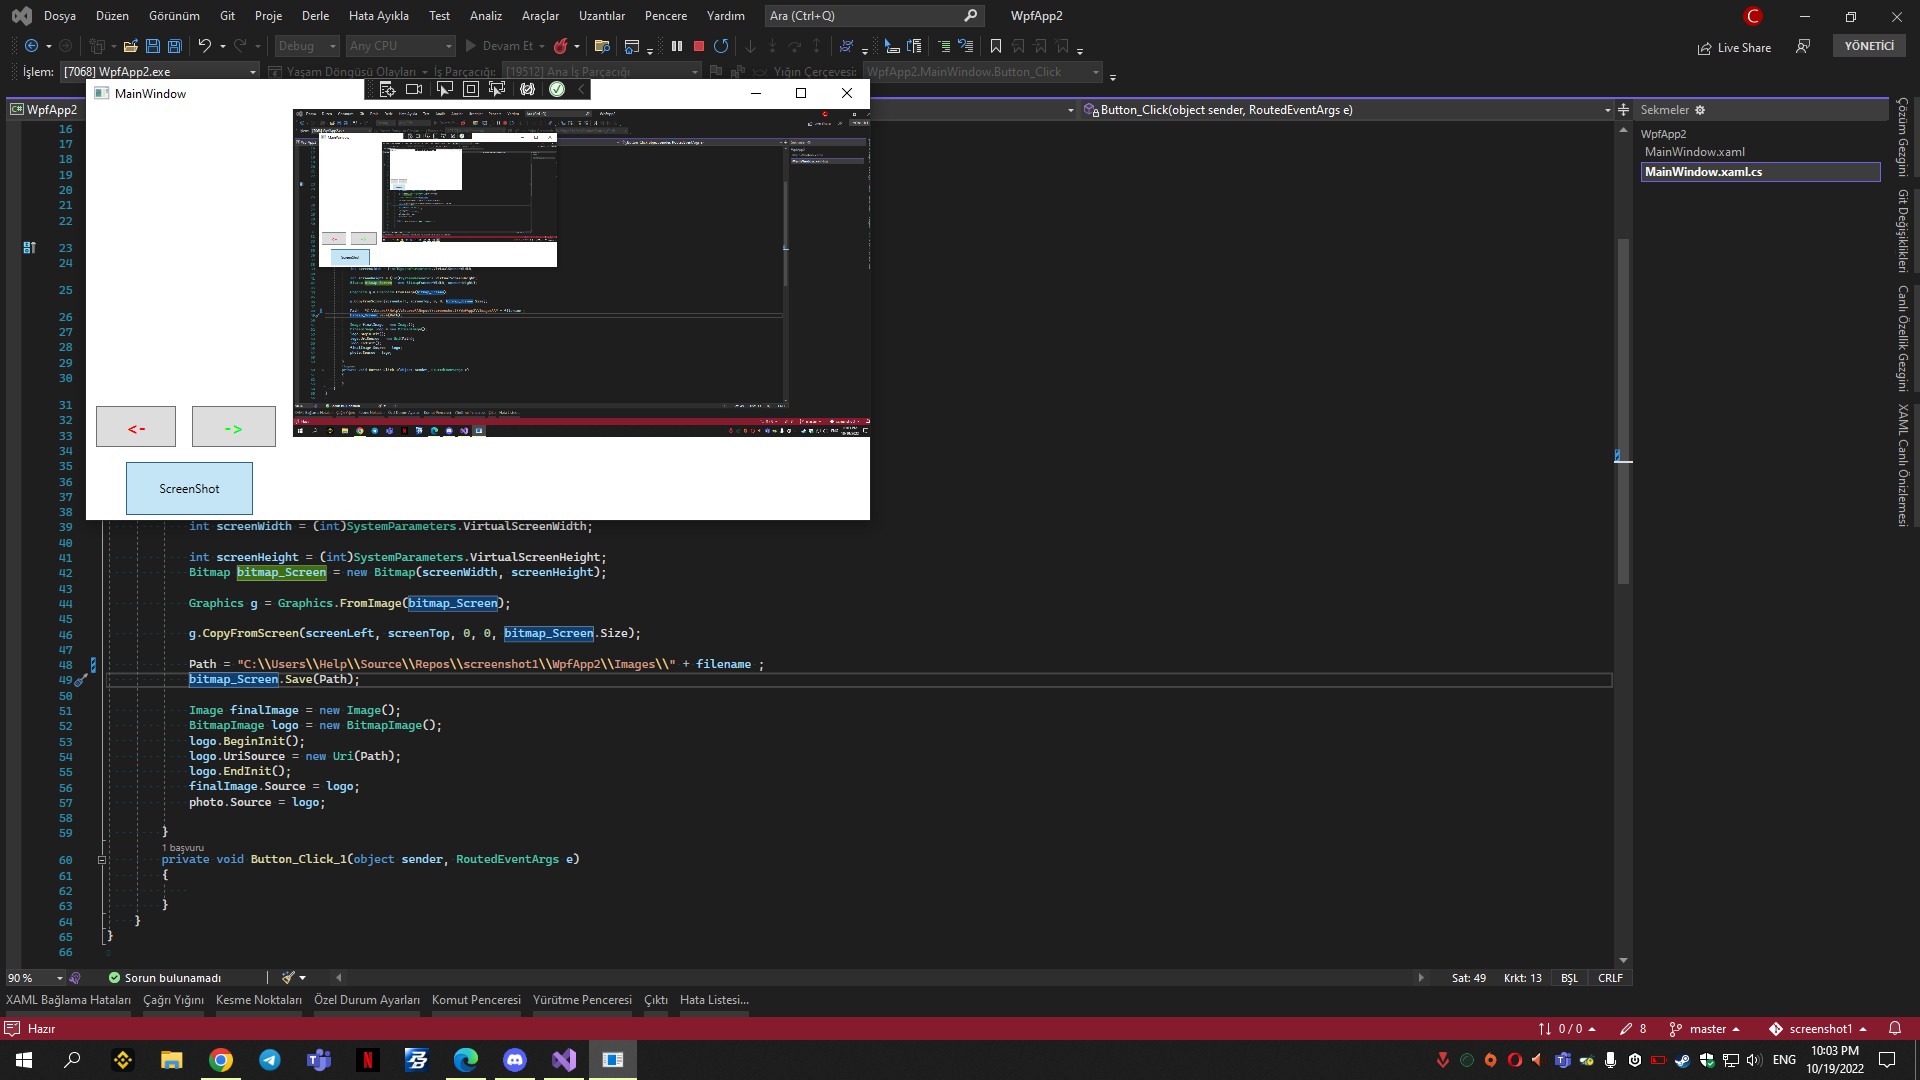 Dosya Düzen Görünüm Git Proje Derle Hata Ayıkla Test Analiz Araçlar Uzantılar Pencere Yardım Ara (Ctrl+Q) WpfApp2
Debug Any CPU Devam Et Live Share YÖNETİCİ
İşlem: [7068] WpfApp2.exe Yaşam Döngüsü Olayları İş Parçacığı: [19512] Ana İş Parçacığı Yığın Çerçevesi: WpfApp2.MainWindow.Button_Click
MainWindow
WpfApp2 Button_Click(object sender, RoutedEventArgs e) Sekmeler
WpfApp2
MainWindow.xaml
MainWindow.xaml.cs
Çözüm Gezgini
Git Değişiklikleri
Canlı Özellik Gezgini
XAML Canlı Önizlemesi
16
17
18
19
20
21
22
23
24
25
26
27
28
29
30
31
32
33
34
35
36
37
38
<- ->
ScreenShot
39 int screenWidth = (int)SystemParameters.VirtualScreenWidth;
40
41 int screenHeight = (int)SystemParameters.VirtualScreenHeight;
42 Bitmap bitmap_Screen = new Bitmap(screenWidth, screenHeight);
43
44 Graphics g = Graphics.FromImage(bitmap_Screen);
45
46 g.CopyFromScreen(screenLeft, screenTop, 0, 0, bitmap_Screen.Size);
47
48 Path = "C:\\Users\\Help\\Source\\Repos\\screenshot1\\WpfApp2\\Images\\" + filename ;
49 bitmap_Screen.Save(Path);
50
51 Image finalImage = new Image();
52 BitmapImage logo = new BitmapImage();
53 logo.BeginInit();
54 logo.UriSource = new Uri(Path);
55 logo.EndInit();
56 finalImage.Source = logo;
57 photo.Source = logo;
58
59 }
1 başvuru
60 private void Button_Click_1(object sender, RoutedEventArgs e)
61 {
62
63 }
64 }
65 }
66
90 % Sorun bulunamadı Sat: 49 Krkt: 13 BŞL CRLF
XAML Bağlama Hataları Çağrı Yığını Kesme Noktaları Özel Durum Ayarları Komut Penceresi Yürütme Penceresi Çıktı Hata Listesi...
Hazır 0 / 0 8 master screenshot1
ENG 10:03 PM
10/19/2022